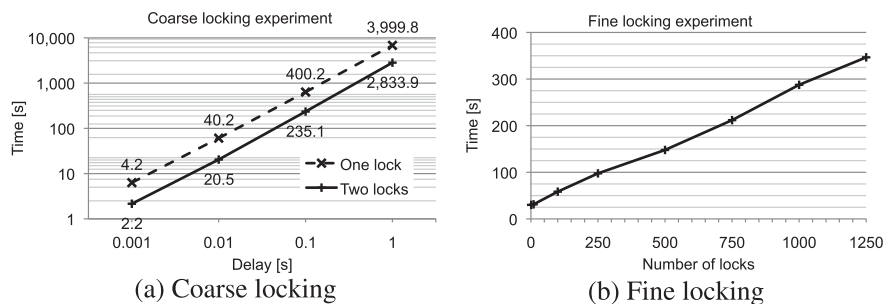 Coarse locking experiment
10,000
1,000
100
10
1
Time [s]
3,999.8
400.2
2,833.9
40.2
235.1
4.2
20.5
2.2
One lock
Two locks
0.001 0.01 0.1 1
Delay [s]
(a) Coarse locking
Fine locking experiment
400
300
200
100
0
Time [s]
0 250 500 750 1000 1250
Number of locks
(b) Fine locking